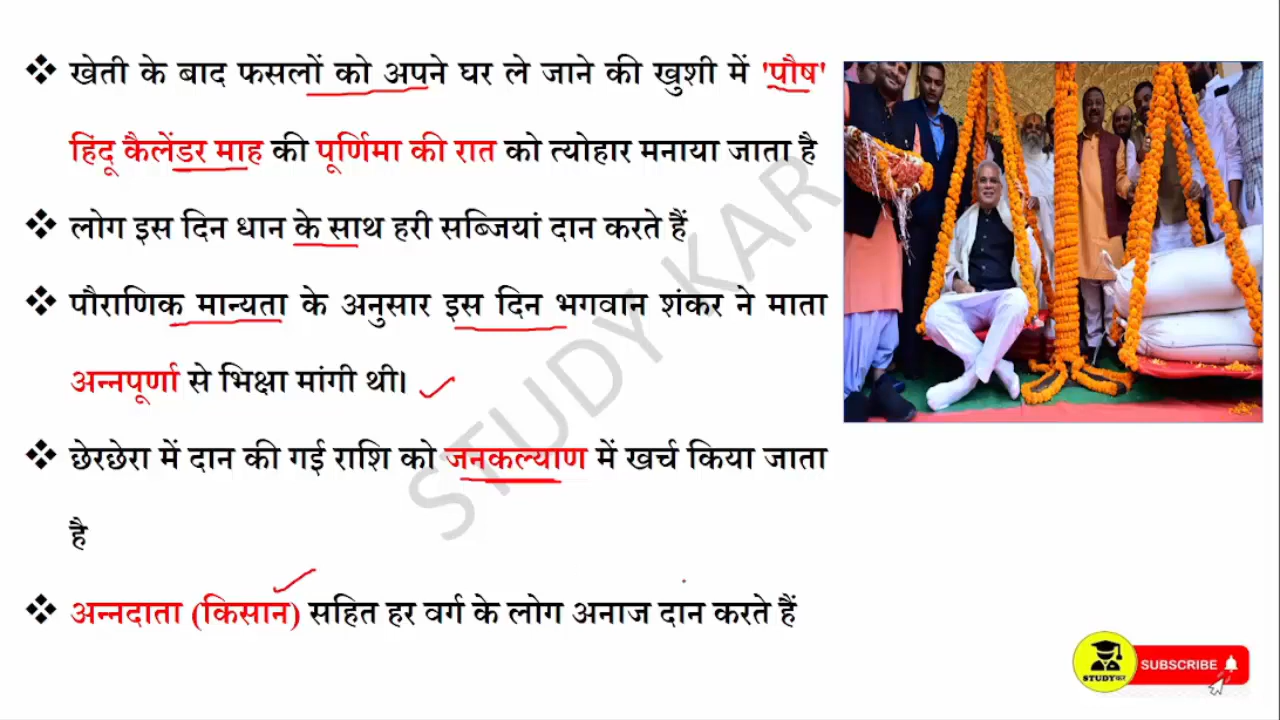 ❖ खेती के बाद फसलों को अपने घर ले जाने की खुशी में 'पौष'
हिंदू कैलेंडर माह की पूर्णिमा की रात को त्योहार मनाया जाता है
❖ लोग इस दिन धान के साथ हरी सब्जियां दान करते हैं
❖ पौराणिक मान्यता के अनुसार इस दिन भगवान शंकर ने माता
अन्नपूर्णा से भिक्षा मांगी थी।
❖ छेरछेरा में दान की गई राशि को जनकल्याण में खर्च किया जाता
है
❖ अन्नदाता (किसान) सहित हर वर्ग के लोग अनाज दान करते हैं
STUDY KAR
STUDYकर
SUBSCRIBE